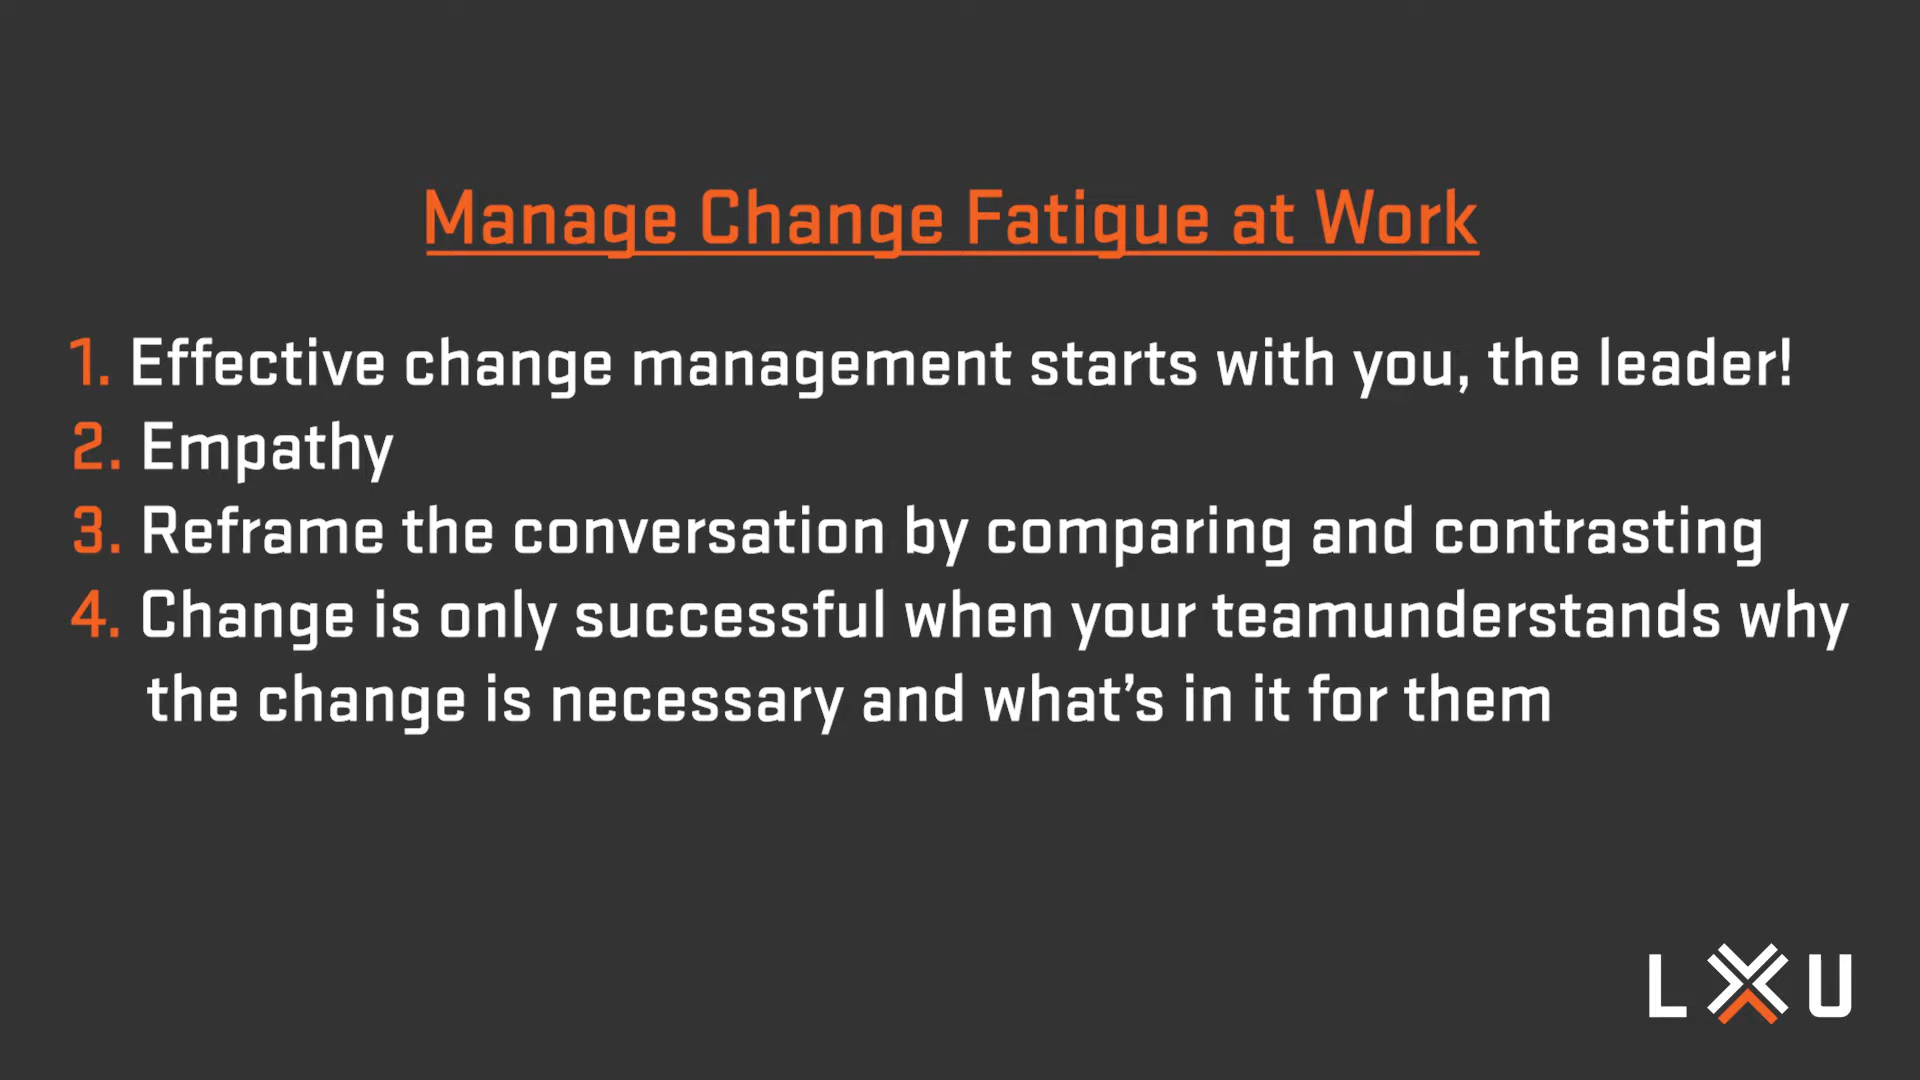 Manage Change Fatigue at Work
1. Effective change management starts with you, the leader!
2. Empathy
3. Reframe the conversation by comparing and contrasting
4. Change is only successful when your teamunderstands why
the change is necessary and what’s in it for them
LXU